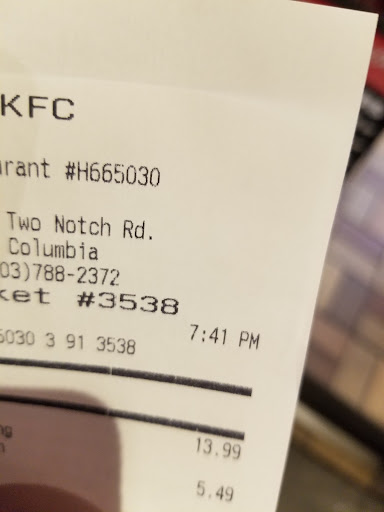 KFC
rant #H665030
Two Notch Rd.
Columbia
03)788-2372
ket #3538
7:41 PM
5030 3 91 3538
13.99
5.49